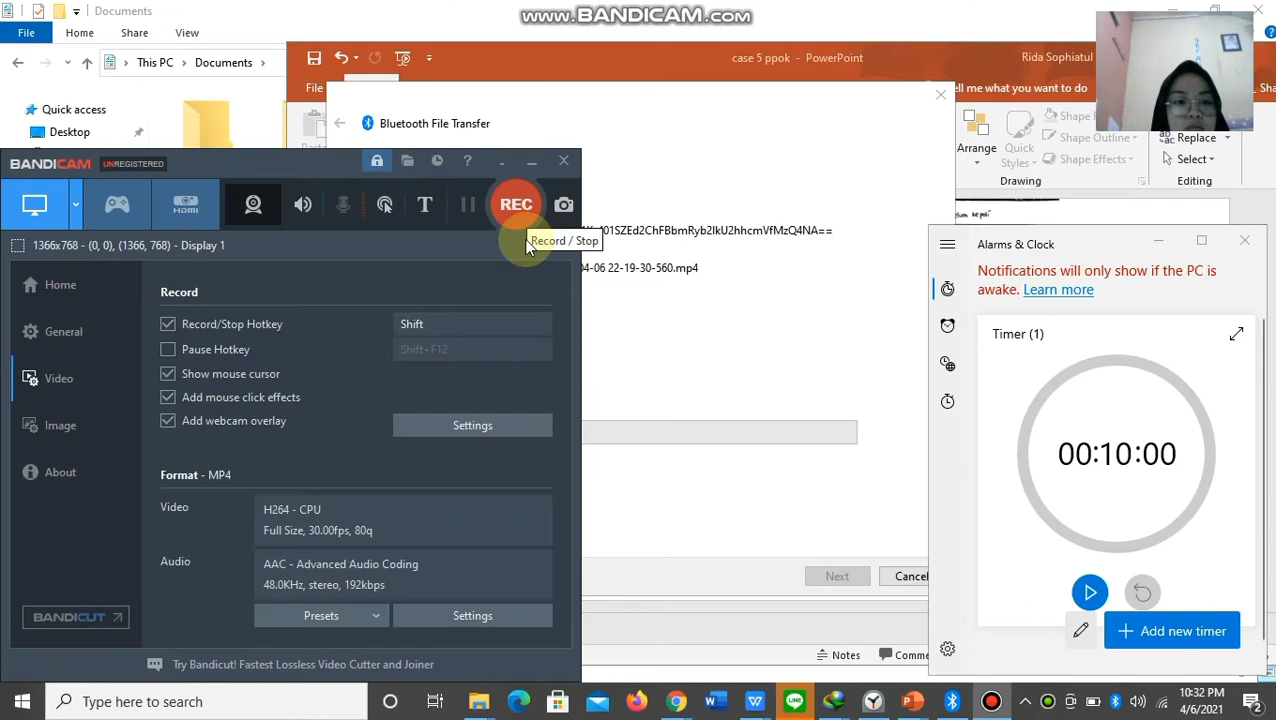 www.BANDICAM.com
Documents
File
Home
Share
View
This PC
Documents
Quick access
Desktop
case 5 ppok - PowerPoint
Rida Sophiatul
File
ell me what you want to do
Arrange
Quick
Styles
Shape
Shape Outline
Shape Effects
Drawing
Replace
Select
Editing
Bluetooth File Transfer
04-06 22-19-30-560.mp4
Next
Cancel
Notes
Comme
BANDICAM
UNREGISTERED
REC
Record / Stop
1366x768 - (0, 0), (1366, 768) - Display 1
Home
General
Video
Image
About
BANDICUT
Record
Record/Stop Hotkey
Shift
Pause Hotkey
Shift+F12
Show mouse cursor
Add mouse click effects
Add webcam overlay
Settings
Format - MP4
Video
H264 - CPU
Full Size, 30.00fps, 80q
Audio
AAC - Advanced Audio Coding
48.0KHz, stereo, 192kbps
Presets
Settings
Try Bandicut! Fastest Lossless Video Cutter and Joiner
Alarms & Clock
Notifications will only show if the PC is
awake. Learn more
Timer (1)
00:10:00
Add new timer
Type here to search
10:32 PM
4/6/2021
2